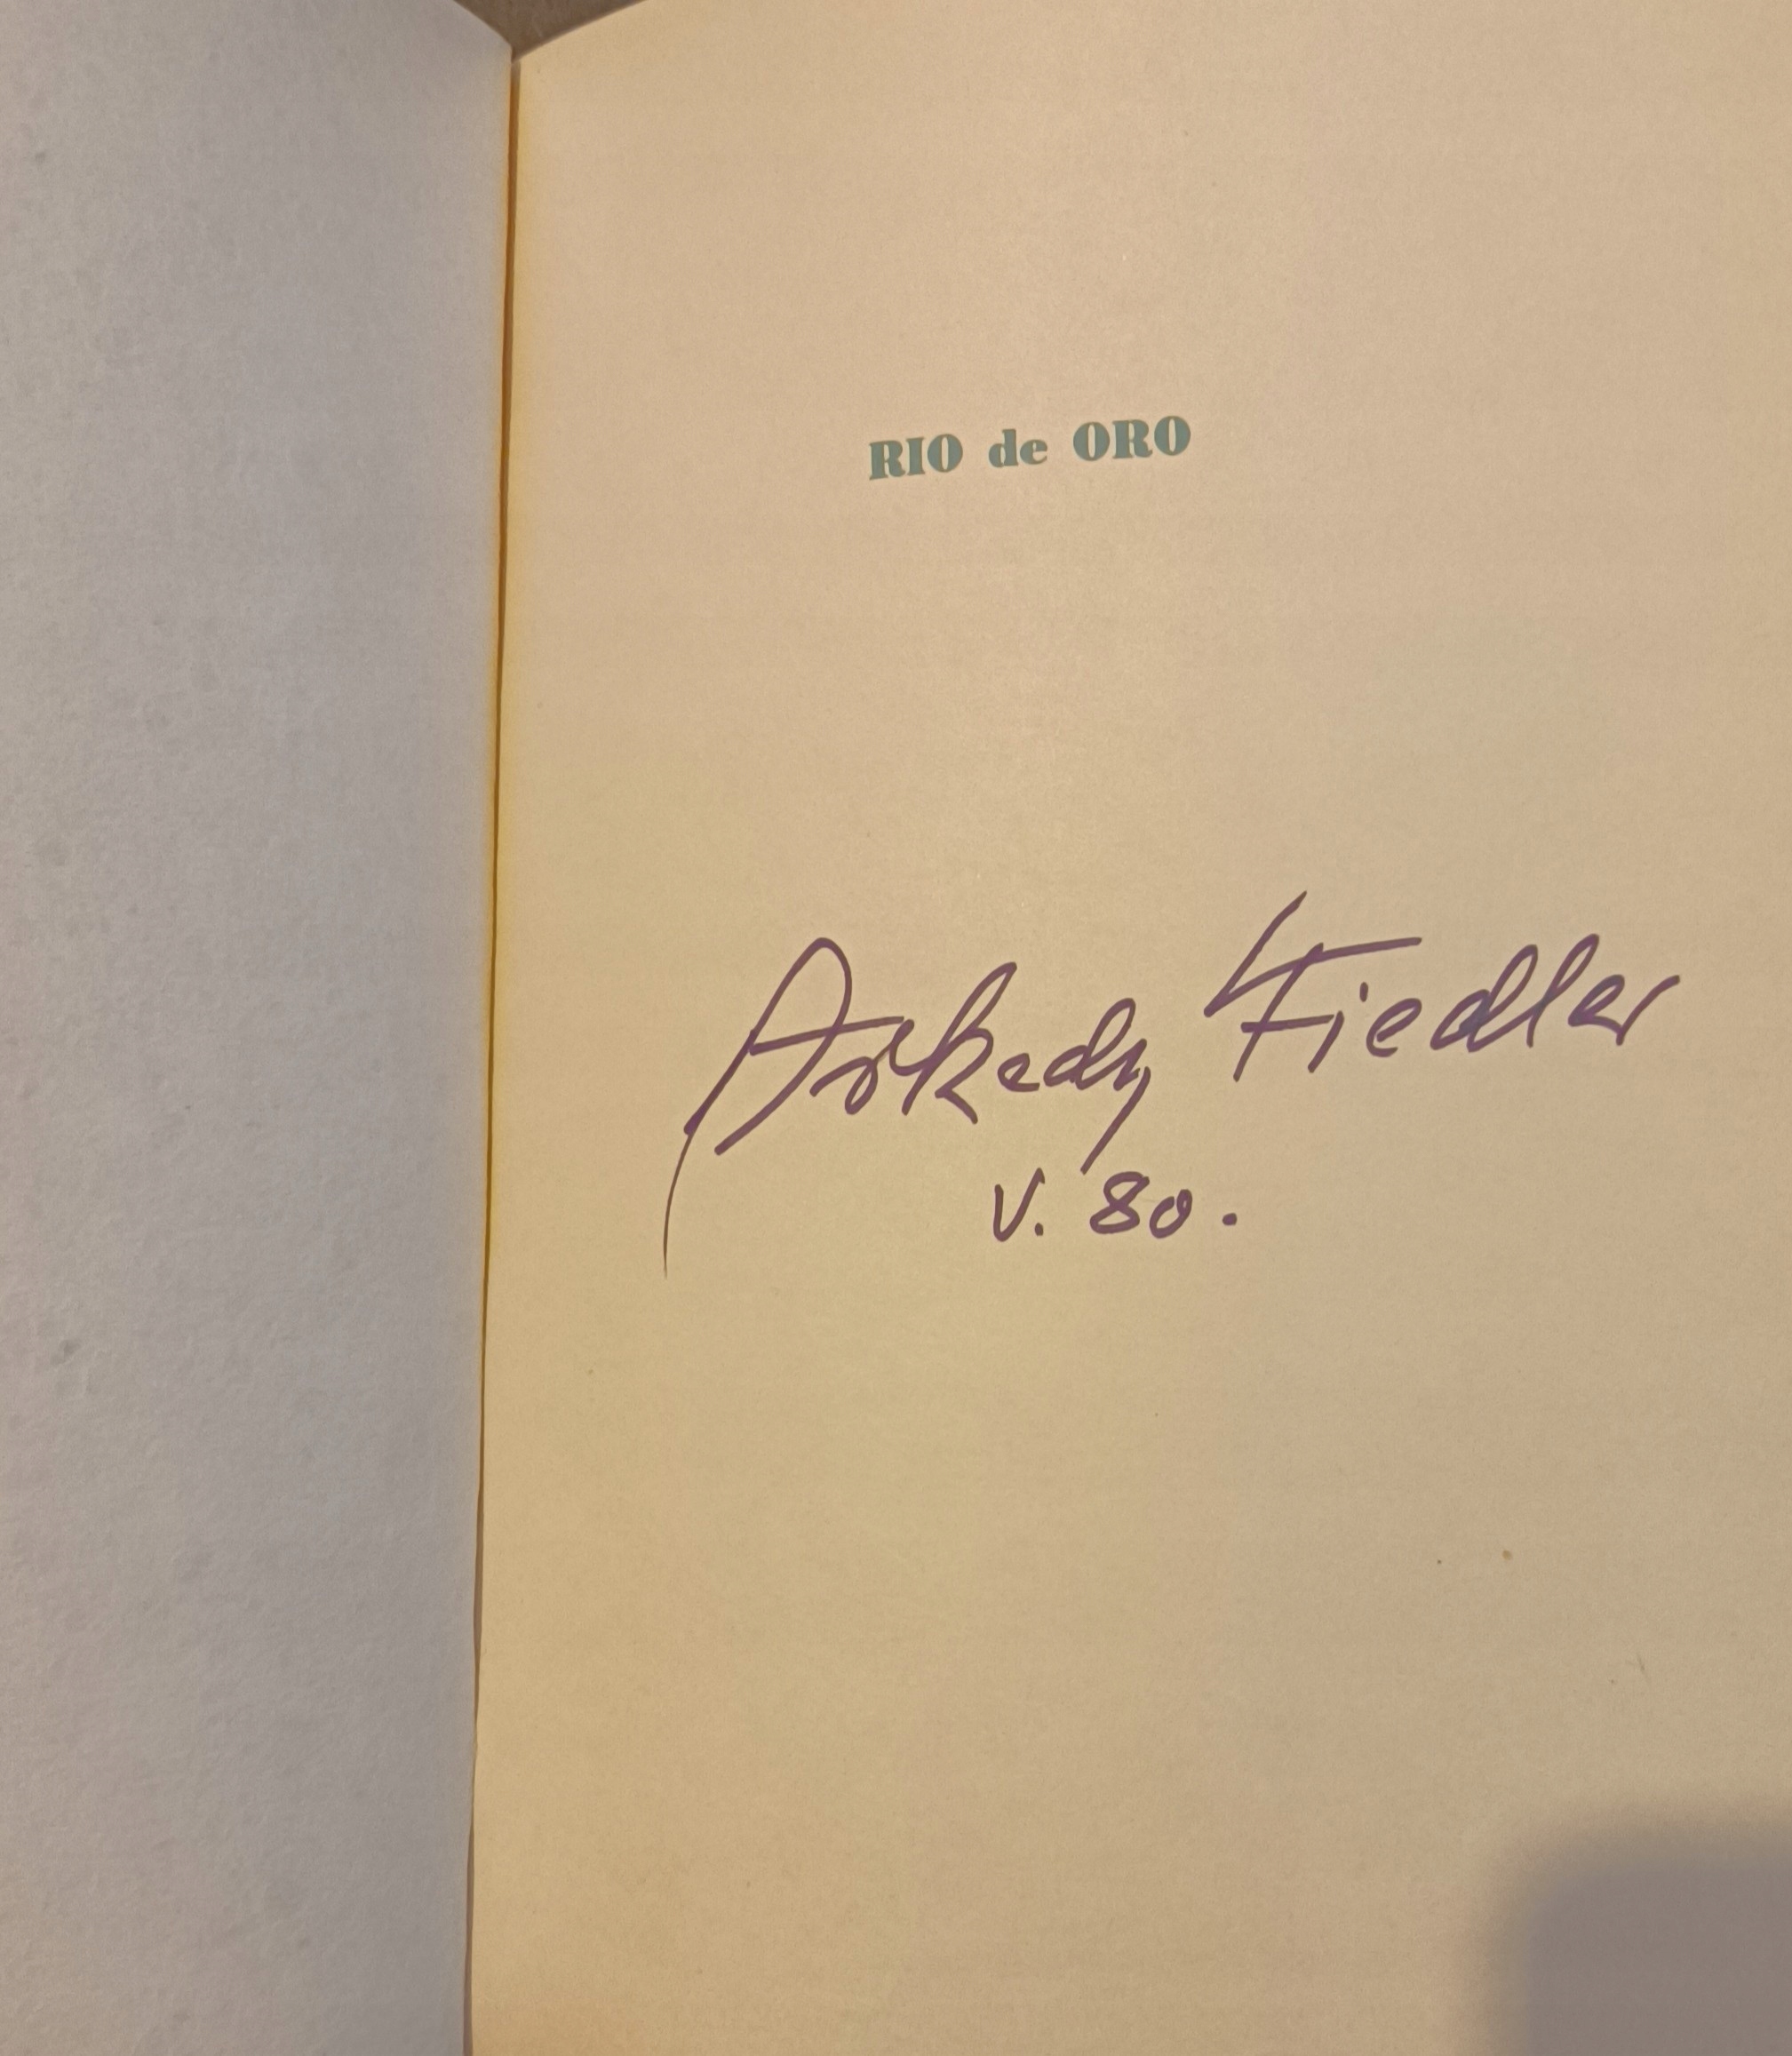 RIO de ORO
Arkady Fiedler
V. 80.